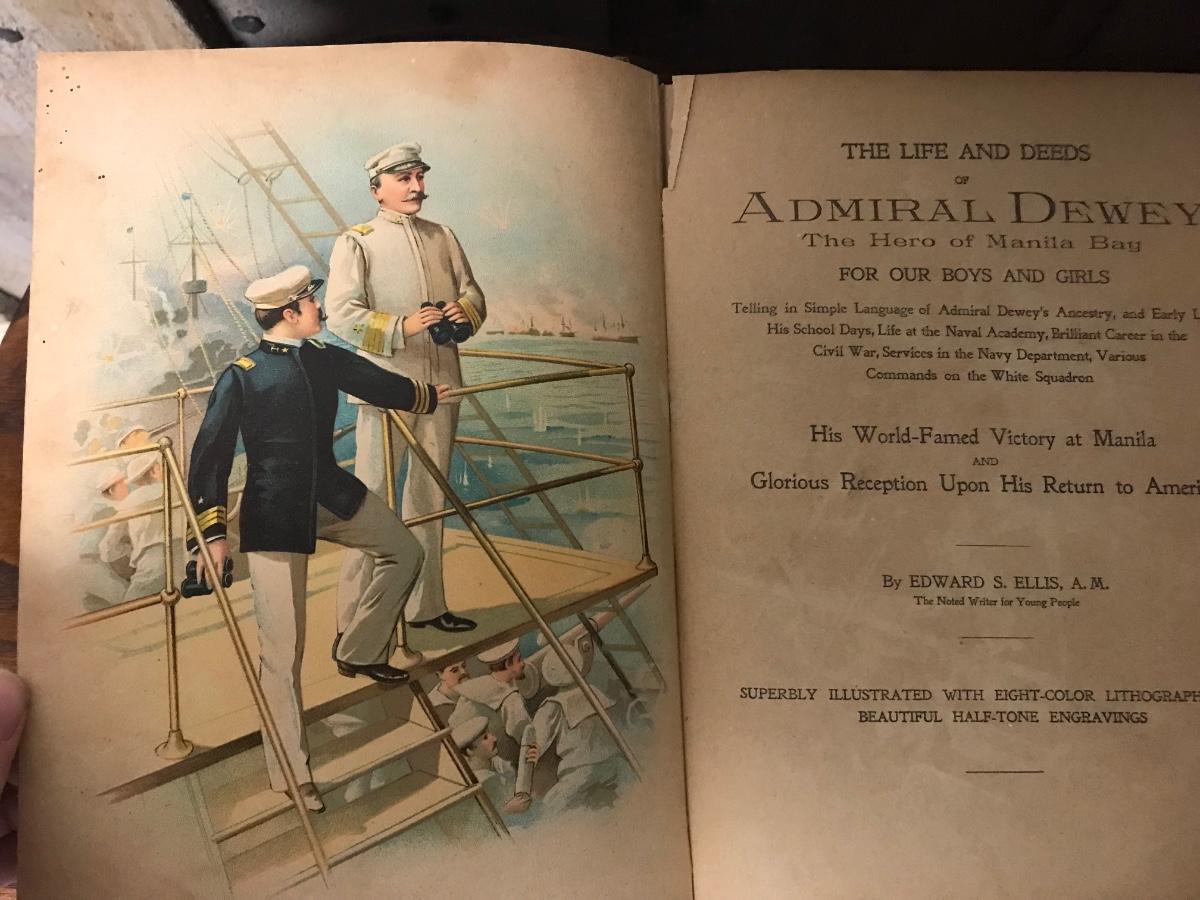 THE LIFE AND DEEDS
OF
ADMIRAL DEWEY
The Hero of Manila Bay
FOR OUR BOYS AND GIRLS
Telling in Simple Language of Admiral Dewey's Ancestry, and Early L
His School Days, Life at the Naval Academy, Brilliant Career in the
Civil War, Services in the Navy Department, Various
Commands on the White Squadron
His World-Famed Victory at Manila
AND
Glorious Reception Upon His Return to Ameri
By EDWARD S. ELLIS, A.M.
The Noted Writer for Young People
SUPERBLY ILLUSTRATED WITH EIGHT-COLOR LITHOGRAPH
BEAUTIFUL HALF-TONE ENGRAVINGS